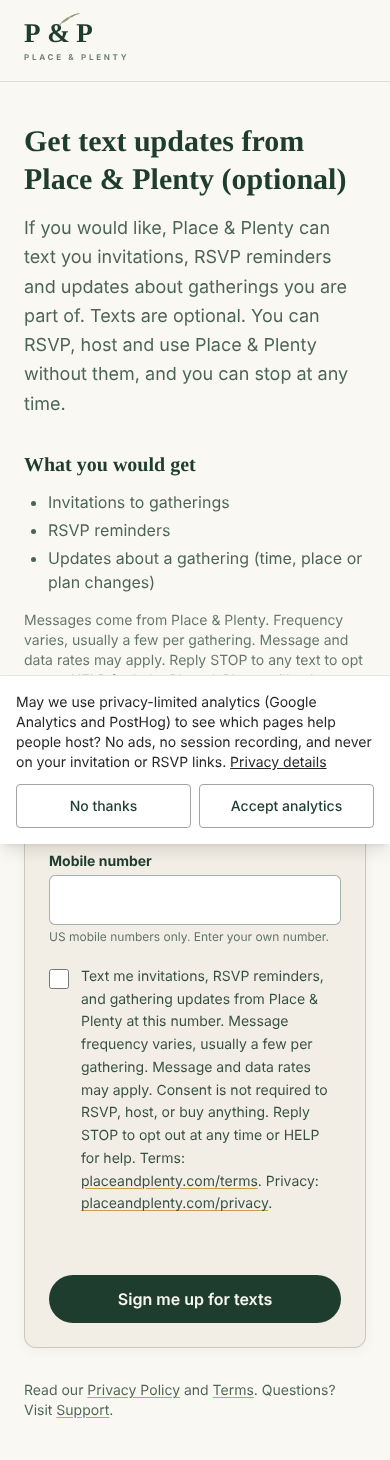 P & P
PLACE & PLENTY
Get text updates from
Place & Plenty (optional)
If you would like, Place & Plenty can
text you invitations, RSVP reminders
and updates about gatherings you are
part of. Texts are optional. You can
RSVP, host and use Place & Plenty
without them, and you can stop at any
time.
What you would get
• Invitations to gatherings
• RSVP reminders
• Updates about a gathering (time, place or
plan changes)
Messages come from Place & Plenty. Frequency
varies, usually a few per gathering. Message and
data rates may apply. Reply STOP to any text to opt
May we use privacy-limited analytics (Google
Analytics and PostHog) to see which pages help
people host? No ads, no session recording, and never
on your invitation or RSVP links. Privacy details
No thanks
Accept analytics
Mobile number
US mobile numbers only. Enter your own number.
Text me invitations, RSVP reminders,
and gathering updates from Place &
Plenty at this number. Message
frequency varies, usually a few per
gathering. Message and data rates
may apply. Consent is not required to
RSVP, host, or buy anything. Reply
STOP to opt out at any time or HELP
for help. Terms:
placeandplenty.com/terms. Privacy:
placeandplenty.com/privacy.
Sign me up for texts
Read our Privacy Policy and Terms. Questions?
Visit Support.